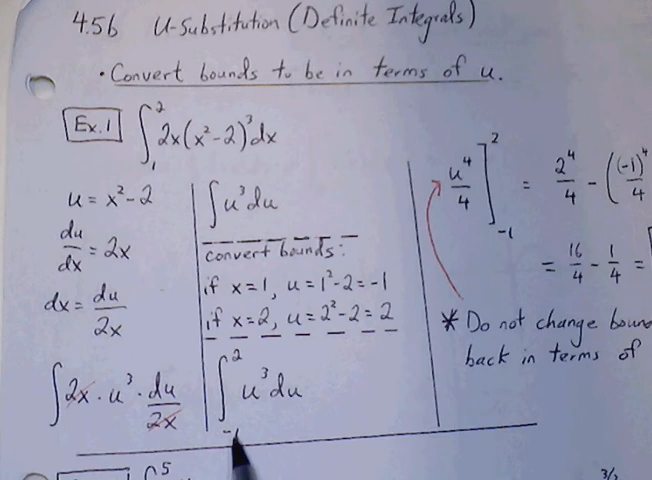 4.5b U-Substitution (Definite Integrals)
• Convert bounds to be in terms of u.
Ex. 1 ∫₁² 2x(x²-2)³dx
u = x²-2
du/dx = 2x
dx = du/2x
∫2x · u³ · du/2x
∫u³du
convert bounds:
if x=1, u=1²-2=-1
if x=2, u=2²-2=2
∫₋₁² u³du
u⁴/4]₋₁² = 2⁴/4 - ((-1)⁴/4
= 16/4 - 1/4 =
* Do not change
back in terms of
∫⁵